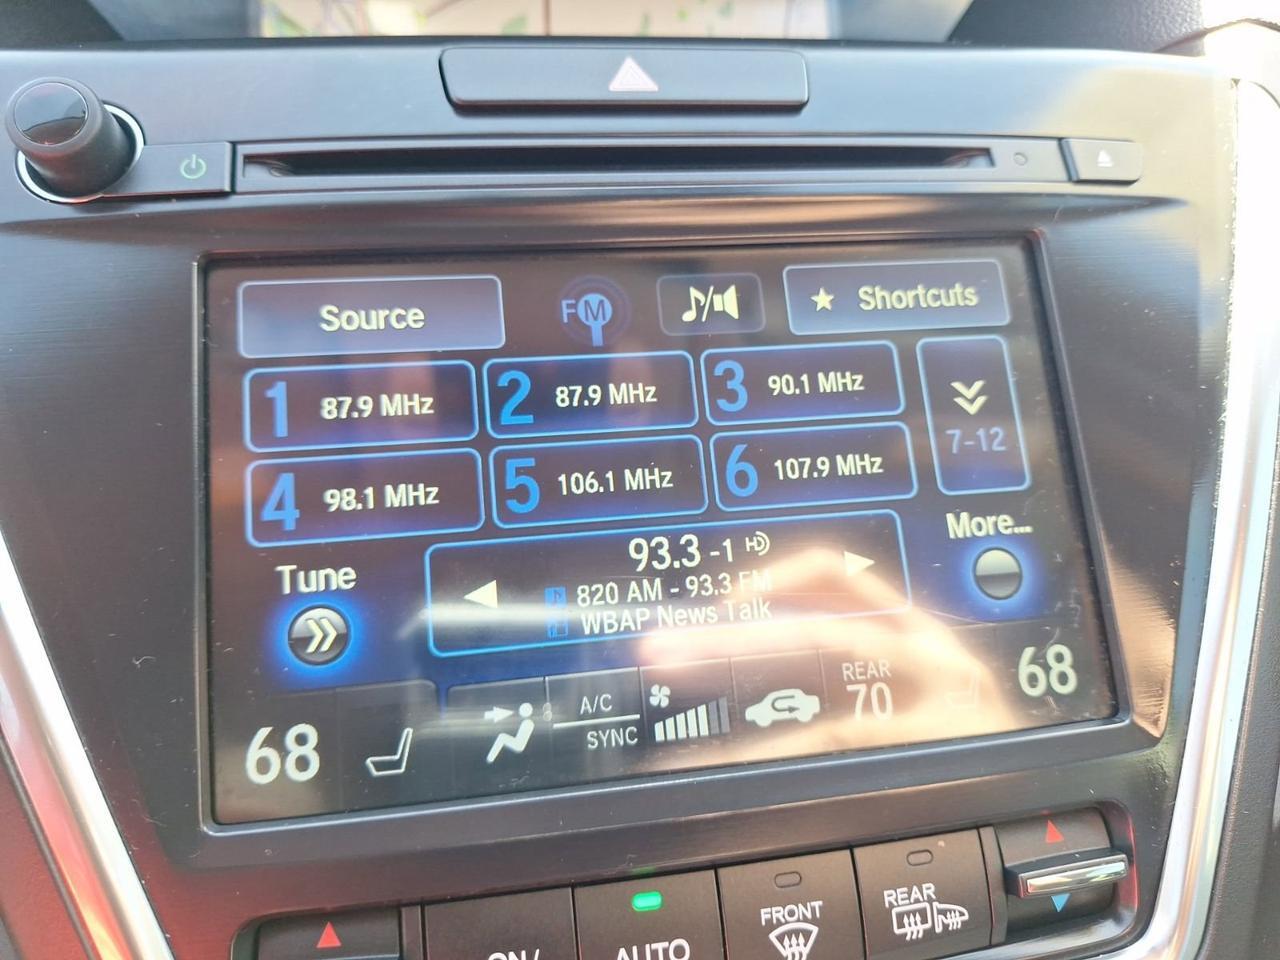 Source
FM
Shortcuts
1 87.9 MHz
2 87.9 MHz
3 90.1 MHz
7-12
4 98.1 MHz
5 106.1 MHz
6 107.9 MHz
More...
Tune
93.3 -1 HD
820 AM - 93.3 FM
WBAP News Talk
68
A/C
SYNC
REAR
70
68
ON/
AUTO
FRONT
REAR